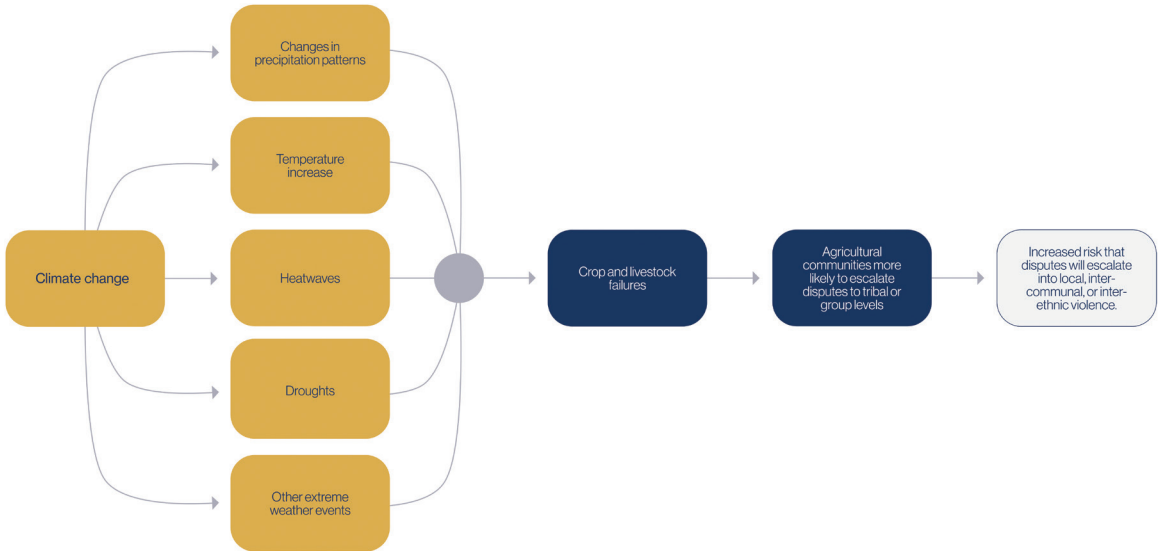 Changes in
precipitation patterns
Temperature
increase
Climate change
Heatwaves
Droughts
Other extreme
weather events
Crop and livestock
failures
Agricultural
communities more
likely to escalate
disputes to tribal or
group levels
Increased risk that
disputes will escalate
into local, inter-
communal, or inter-
ethnic violence.